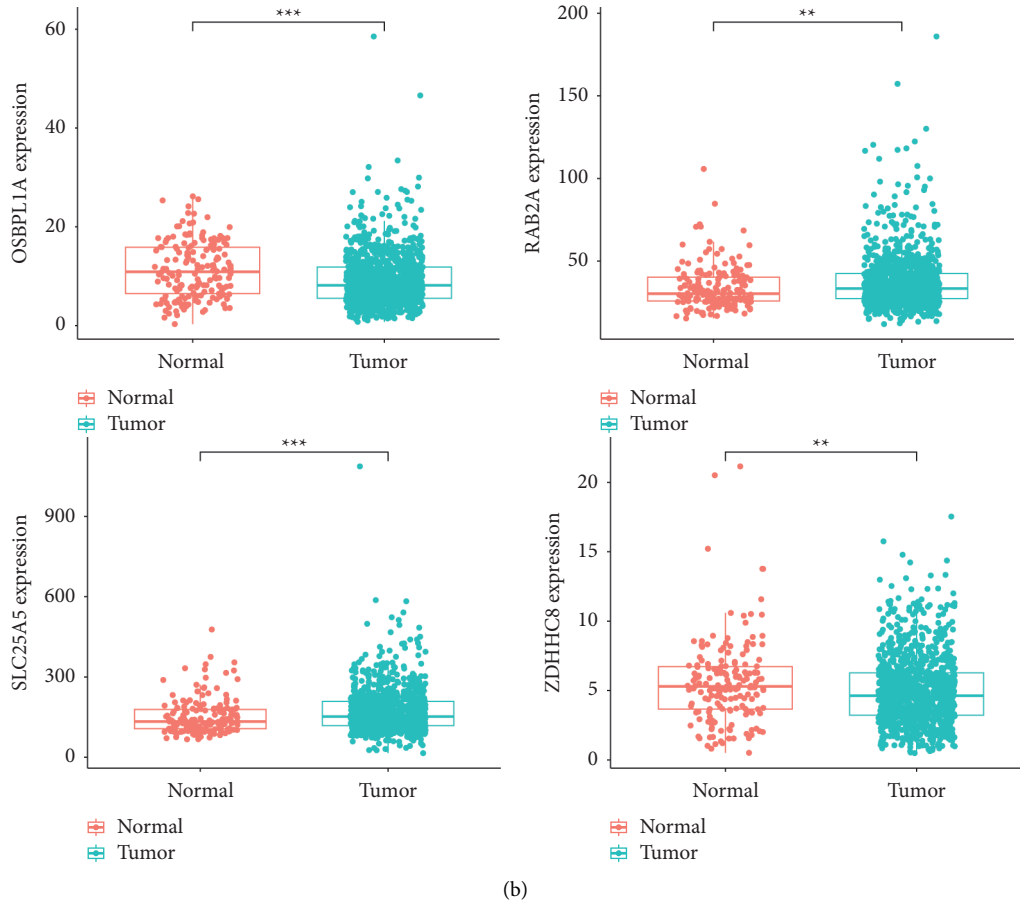 OSBPL1A expression
60
40
20
0
***
Normal
Tumor
Normal
Tumor
RAB2A expression
200
150
100
50
**
Normal
Tumor
Normal
Tumor
SLC25A5 expression
900
600
300
0
***
Normal
Tumor
Normal
Tumor
ZDHHC8 expression
20
15
10
5
0
**
Normal
Tumor
Normal
Tumor
(b)